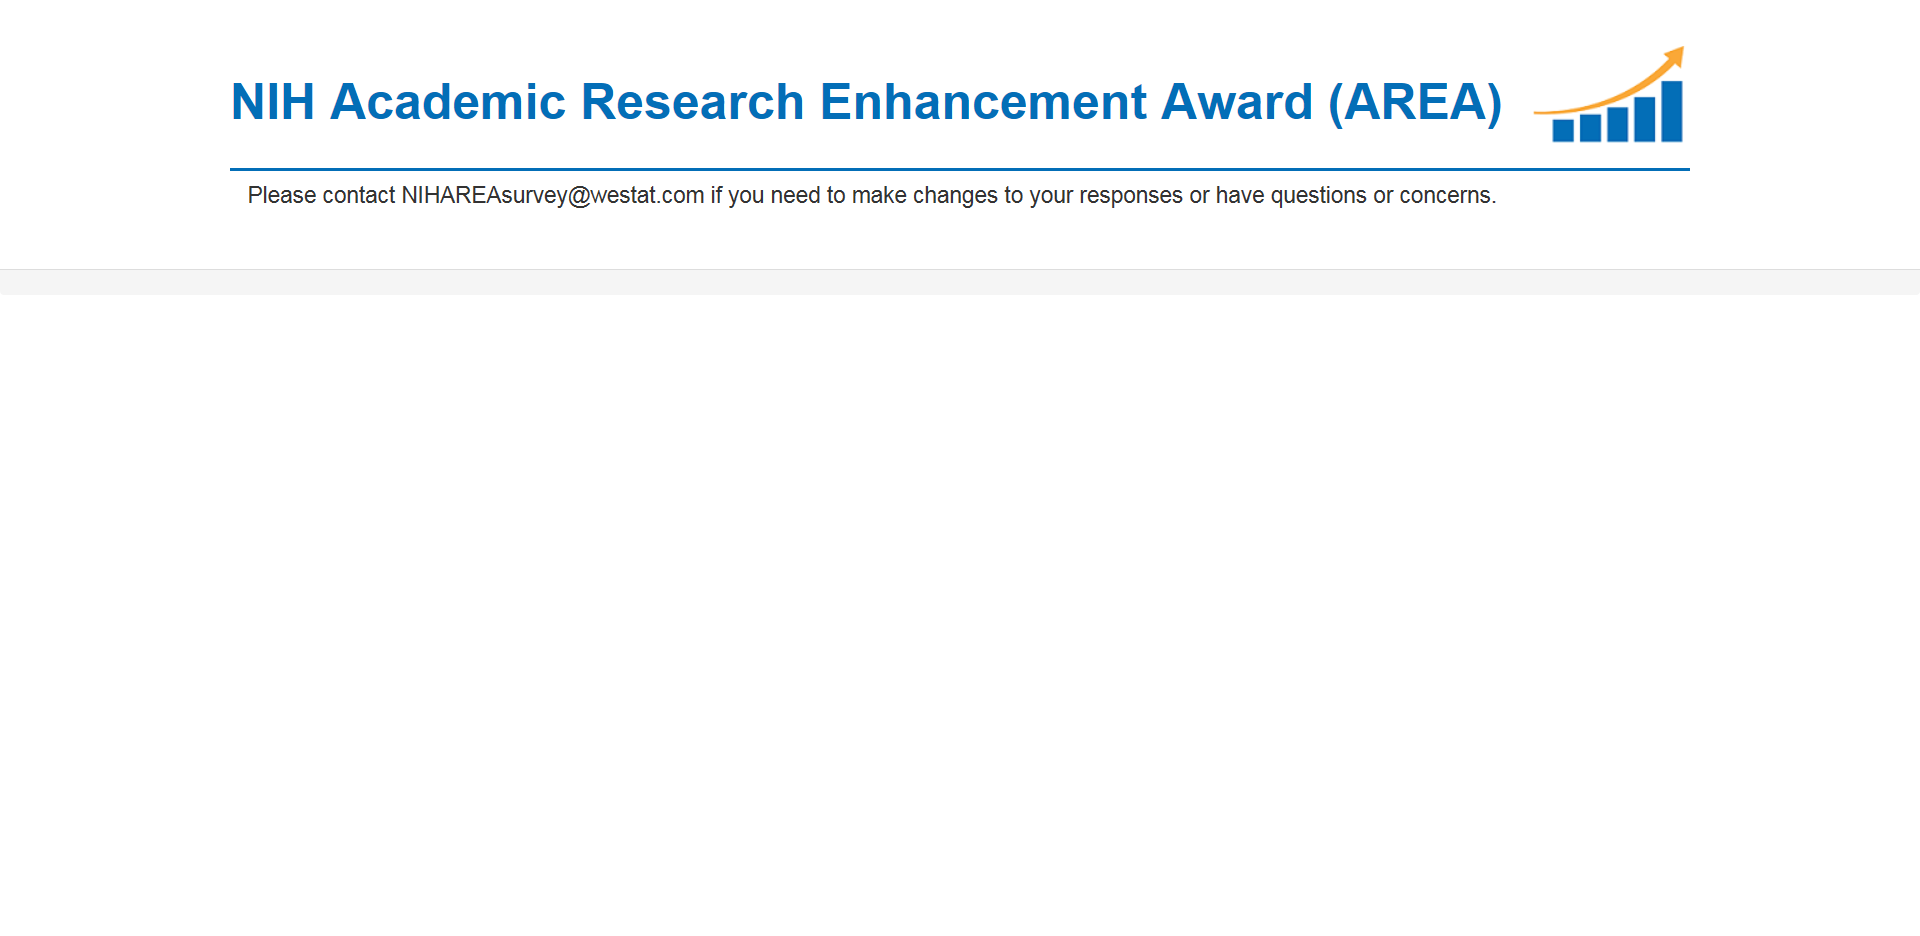 NIH Academic Research Enhancement Award (AREA)
Please contact NIHAREAsurvey@westat.com if you need to make changes to your responses or have questions or concerns.